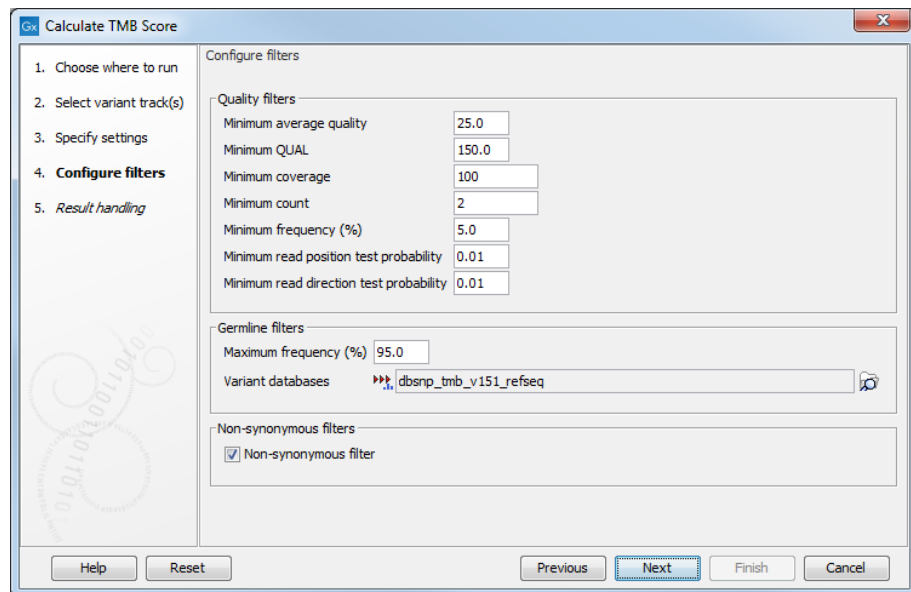 Gx Calculate TMB Score
1. Choose where to run
2. Select variant track(s)
3. Specify settings
4. Configure filters
5. Result handling
Configure filters
Quality filters
Minimum average quality 25.0
Minimum QUAL 150.0
Minimum coverage 100
Minimum count 2
Minimum frequency (%) 5.0
Minimum read position test probability 0.01
Minimum read direction test probability 0.01
Germline filters
Maximum frequency (%) 95.0
Variant databases dbsnp_tmb_v151_refseq
Non-synonymous filters
Non-synonymous filter
Help Reset Previous Next Finish Cancel